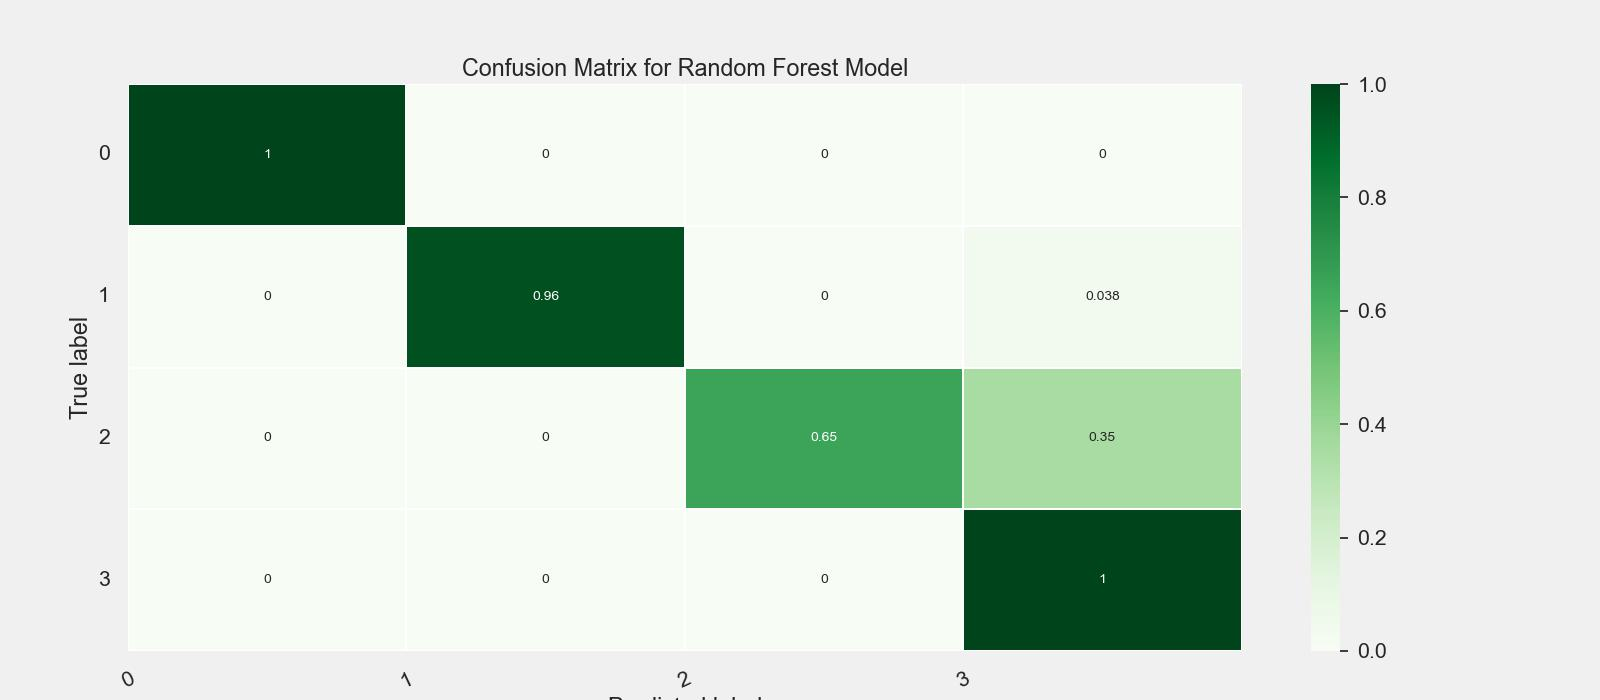 Confusion Matrix for Random Forest Model
1.0
0 1 0 0 0
0.8
1 0 0.96 0 0.038
0.6
True label
0.4
2 0 0 0.65 0.35
0.2
3 0 0 0 1
0.0
0 1 2 3
Predicted label